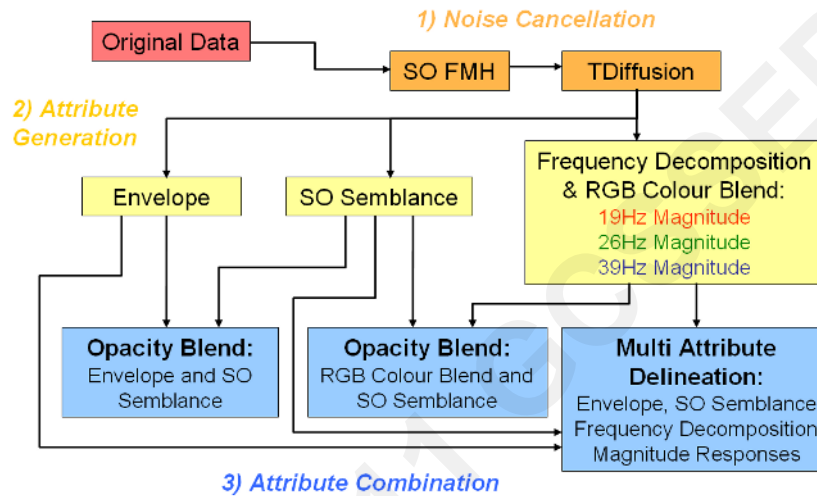 1) Noise Cancellation
Original Data
SO FMH
TDiffusion
2) Attribute
Generation
Envelope
SO Semblance
Frequency Decomposition
& RGB Colour Blend:
19Hz Magnitude
26Hz Magnitude
39Hz Magnitude
Opacity Blend:
Envelope and SO
Semblance
Opacity Blend:
RGB Colour Blend and
SO Semblance
Multi Attribute
Delineation:
Envelope, SO Semblance
Frequency Decomposition
Magnitude Responses
3) Attribute Combination